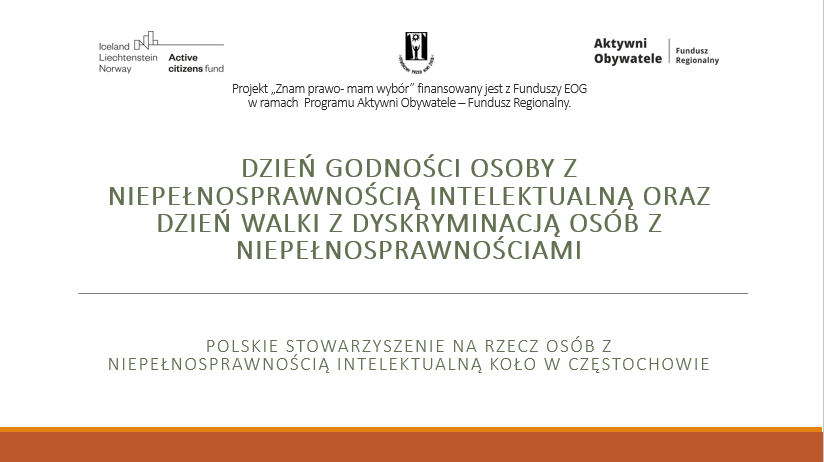 Iceland
Liechtenstein
Norway
Active
citizens fund
Aktywni
Obywatele
Fundusz
Regionalny
Projekt „Znam prawo- mam wybór” finansowany jest z Funduszy EOG
w ramach Programu Aktywni Obywatele – Fundusz Regionalny.
DZIEŃ GODNOŚCI OSOBY Z
NIEPEŁNOSPRAWNOŚCIĄ INTELEKTUALNĄ ORAZ
DZIEŃ WALKI Z DYSKRYMINACJĄ OSÓB Z
NIEPEŁNOSPRAWNOŚCIAMI
POLSKIE STOWARZYSZENIE NA RZECZ OSÓB Z
NIEPEŁNOSPRAWNOŚCIĄ INTELEKTUALNĄ KOŁO W CZĘSTOCHOWIE